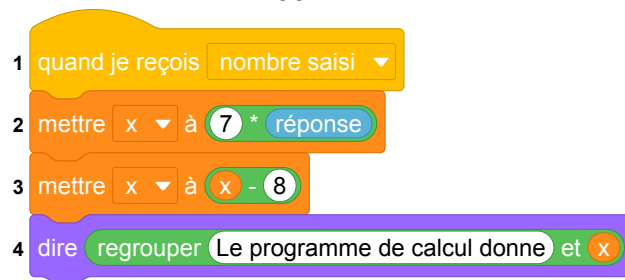 1 quand je reçois nombre saisi
2 mettre x à 7 * réponse
3 mettre x à x - 8
4 dire regrouper Le programme de calcul donne et x